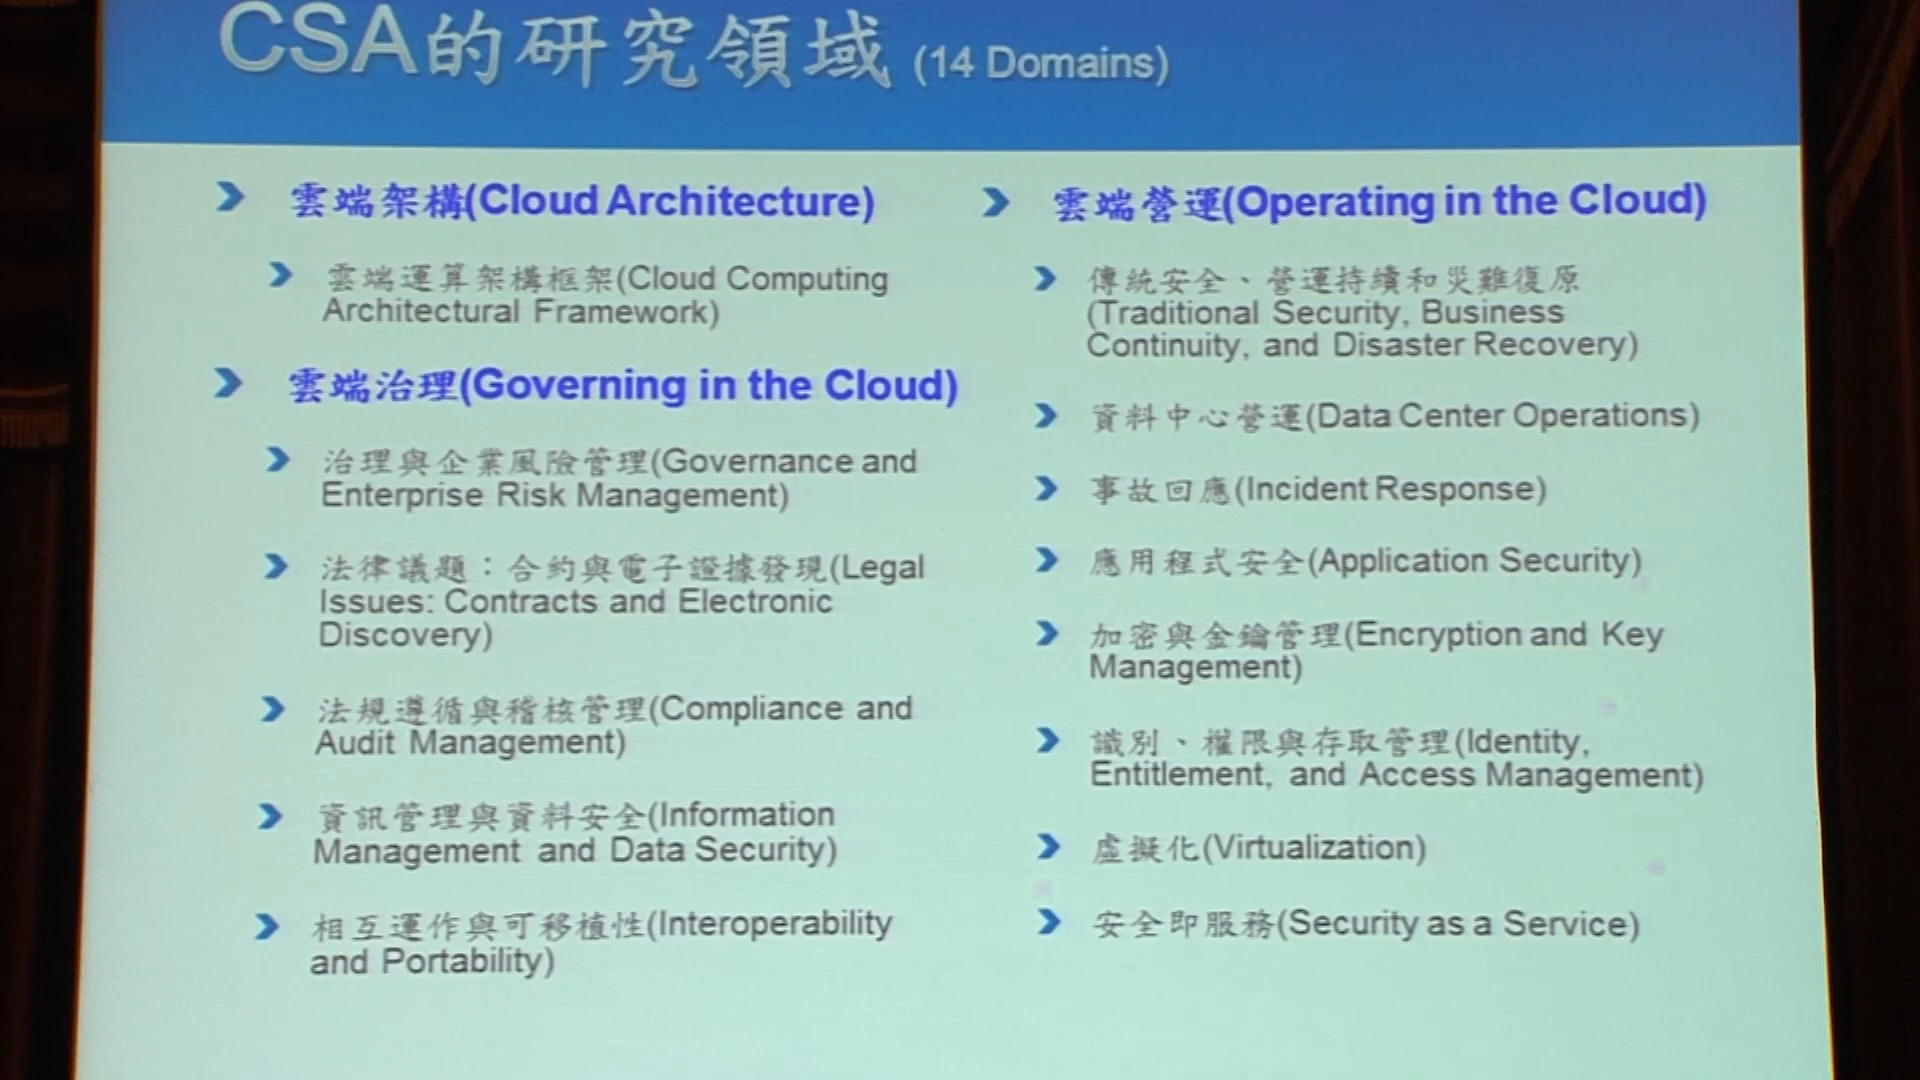 CSA的研究領域 (14 Domains)
雲端架構(Cloud Architecture)
雲端運算架構框架(Cloud Computing
Architectural Framework)
雲端治理(Governing in the Cloud)
治理與企業風險管理(Governance and
Enterprise Risk Management)
法律議題：合約與電子證據發現(Legal
Issues: Contracts and Electronic
Discovery)
法規遵循與稽核管理(Compliance and
Audit Management)
資訊管理與資料安全(Information
Management and Data Security)
相互運作與可移植性(Interoperability
and Portability)
雲端營運(Operating in the Cloud)
傳統安全、營運持續和災難復原
(Traditional Security, Business
Continuity, and Disaster Recovery)
資料中心營運(Data Center Operations)
事故回應(Incident Response)
應用程式安全(Application Security)
加密與金鑰管理(Encryption and Key
Management)
識別、權限與存取管理(Identity,
Entitlement, and Access Management)
虛擬化(Virtualization)
安全即服務(Security as a Service)